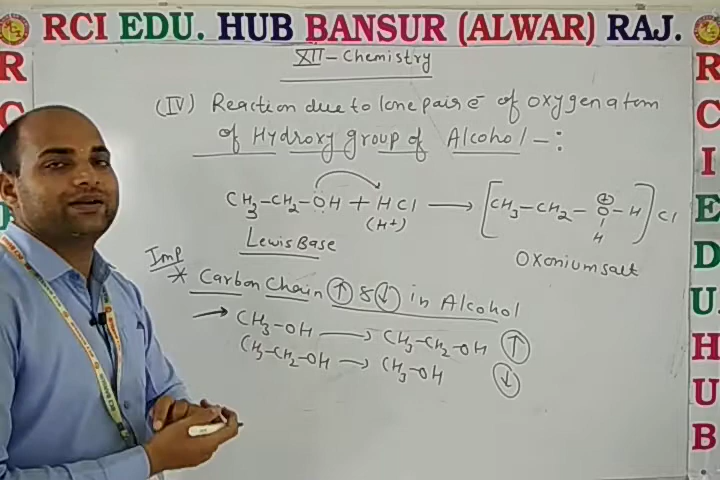 RCI EDU. HUB BANSUR (ALWAR) RAJ.
XII - Chemistry
(IV) Reaction due to lone pair e⁻ of oxygen atom
of Hydroxy group of Alcohol - :
CH₃-CH₂-ÖH + HCl ⟶ [CH₃-CH₂-O⁺-H] Cl
(H+)
H
Lewis Base
Oxonium salt
Imp
* Carbon Chain ↑ & ↓ in Alcohol
→ CH₃-OH ⟶ CH₃-CH₂-OH ↑
CH₃-CH₂-OH ⟶ CH₃-OH ↓
R
C
I
E
D
U.
H
U
B
R
C